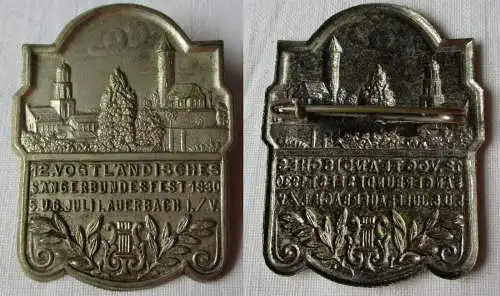 12. VOGTLÄNDISCHES
SÄNGERBUNDESFEST 1930
5. U. 6. JULI I. AUERBACH I./V.